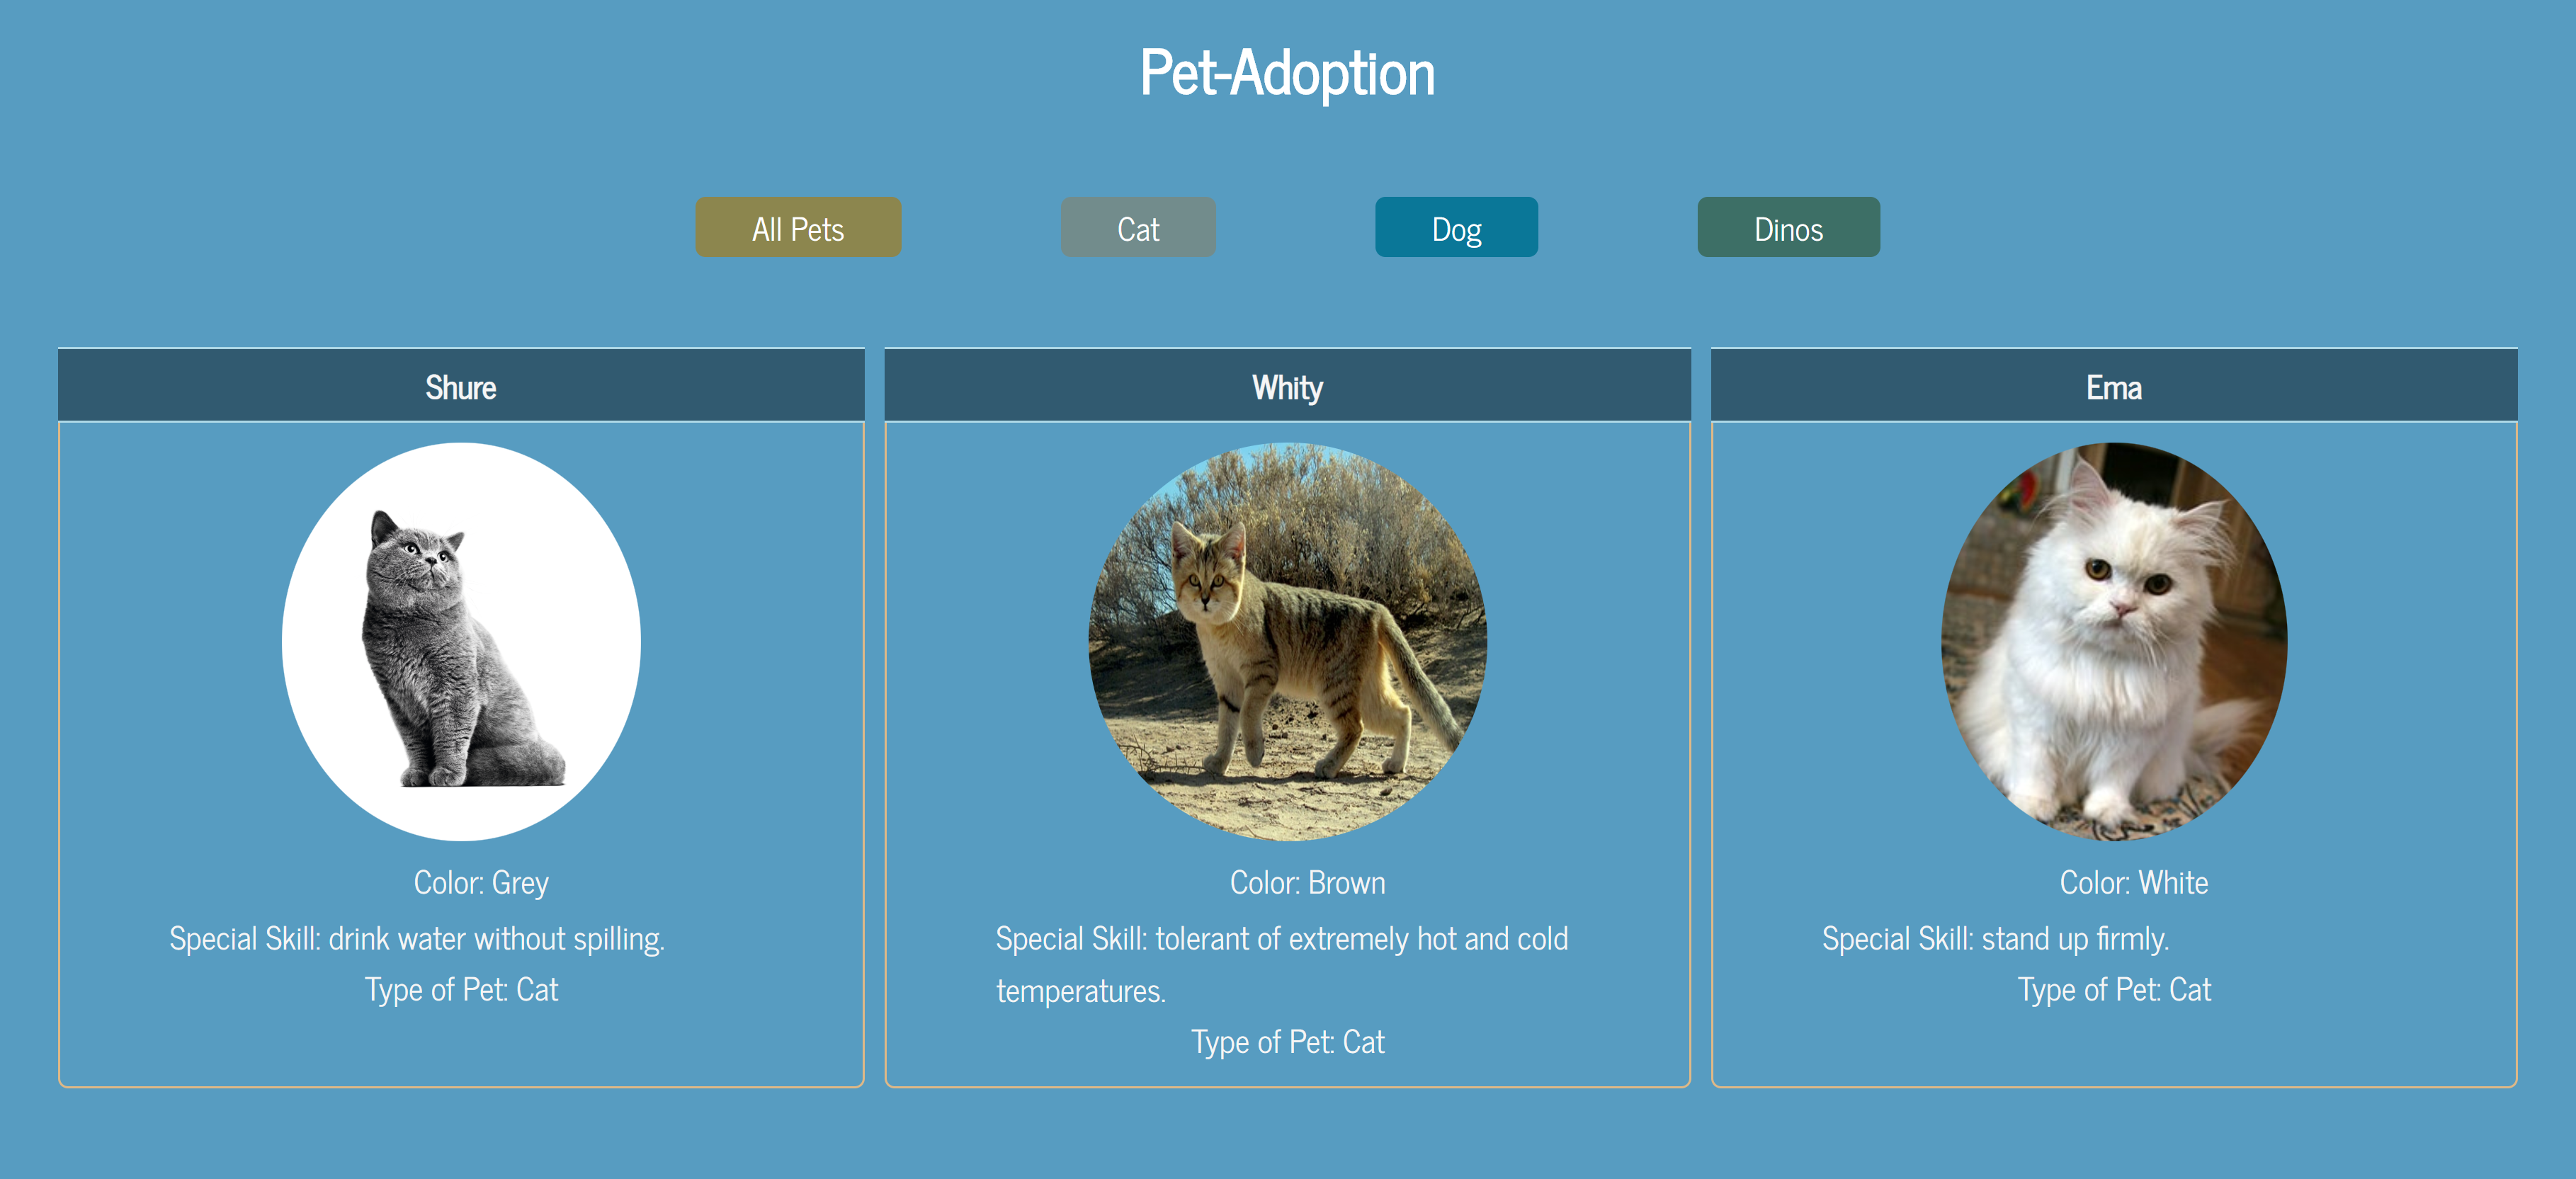 Pet-Adoption
All Pets
Cat
Dog
Dinos
Shure
Color: Grey
Special Skill: drink water without spilling.
Type of Pet: Cat
Whity
Color: Brown
Special Skill: tolerant of extremely hot and cold
temperatures.
Type of Pet: Cat
Ema
Color: White
Special Skill: stand up firmly.
Type of Pet: Cat